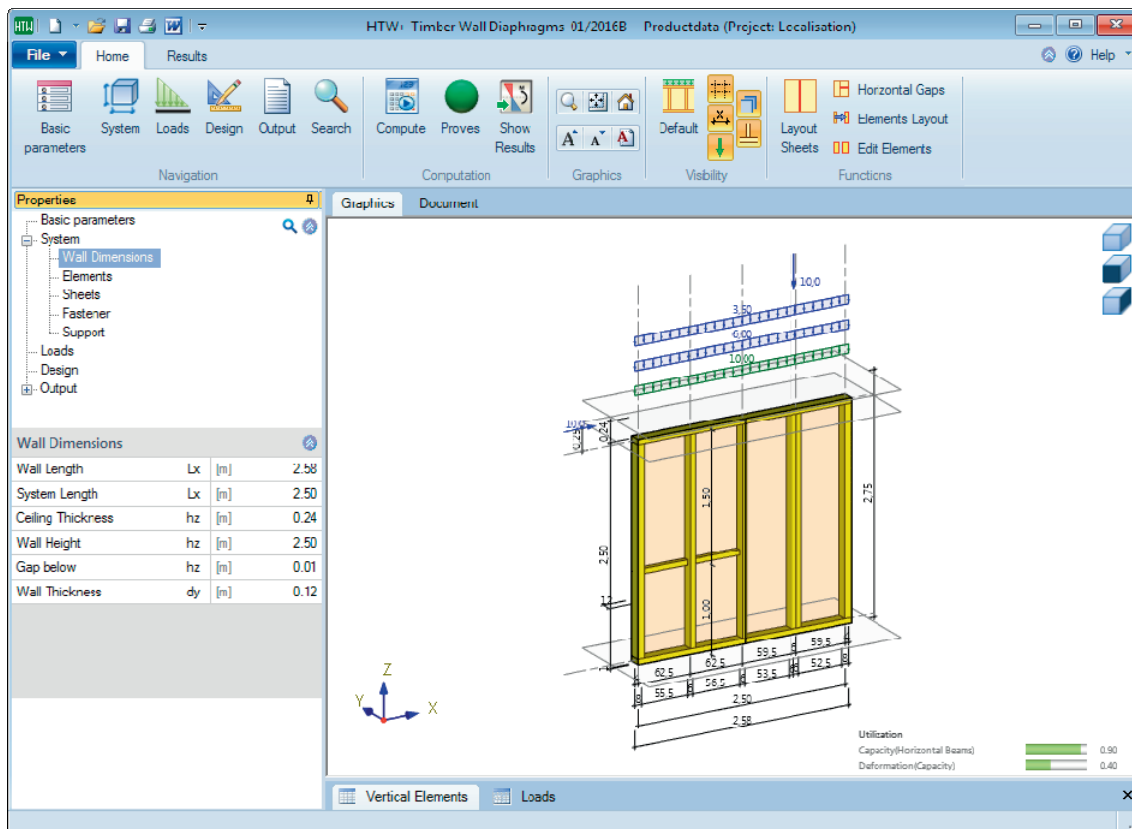 HTW+ Timber Wall Diaphragms 01/2016B Productdata (Project: Localisation)
File Home Results Help
Basic parameters
System
Loads
Design
Output
Search
Navigation
Compute
Proves
Show Results
Computation
A A A
Graphics
Default
Visibility
Layout Sheets
Horzontal Gaps
Elements Layout
Edit Elements
Functions
Properties
Basic parameters
System
Wall Dimensions
Elements
Sheets
Fastener
Support
Loads
Design
Output
Wall Dimensions
Wall Length Lx [m] 2.58
System Length Lx [m] 2.50
Ceiling Thickness hz [m] 0.24
Wall Height hz [m] 2.50
Gap below hz [m] 0.01
Wall Thickness dy [m] 0.12
Graphics Document
10,0
3,50
10,00
0,24
0,25
1,50
2,75
2,50
12
1,00
62,5 62,5 59,5 59,5
8 55,5 6 56,5 6 53,5 52,5 8
2,50
2,58
Z
Y
X
Utilization
Capacity(Horizontal Beams) 0.90
Deformation(Capacity) 0.40
Vertical Elements Loads